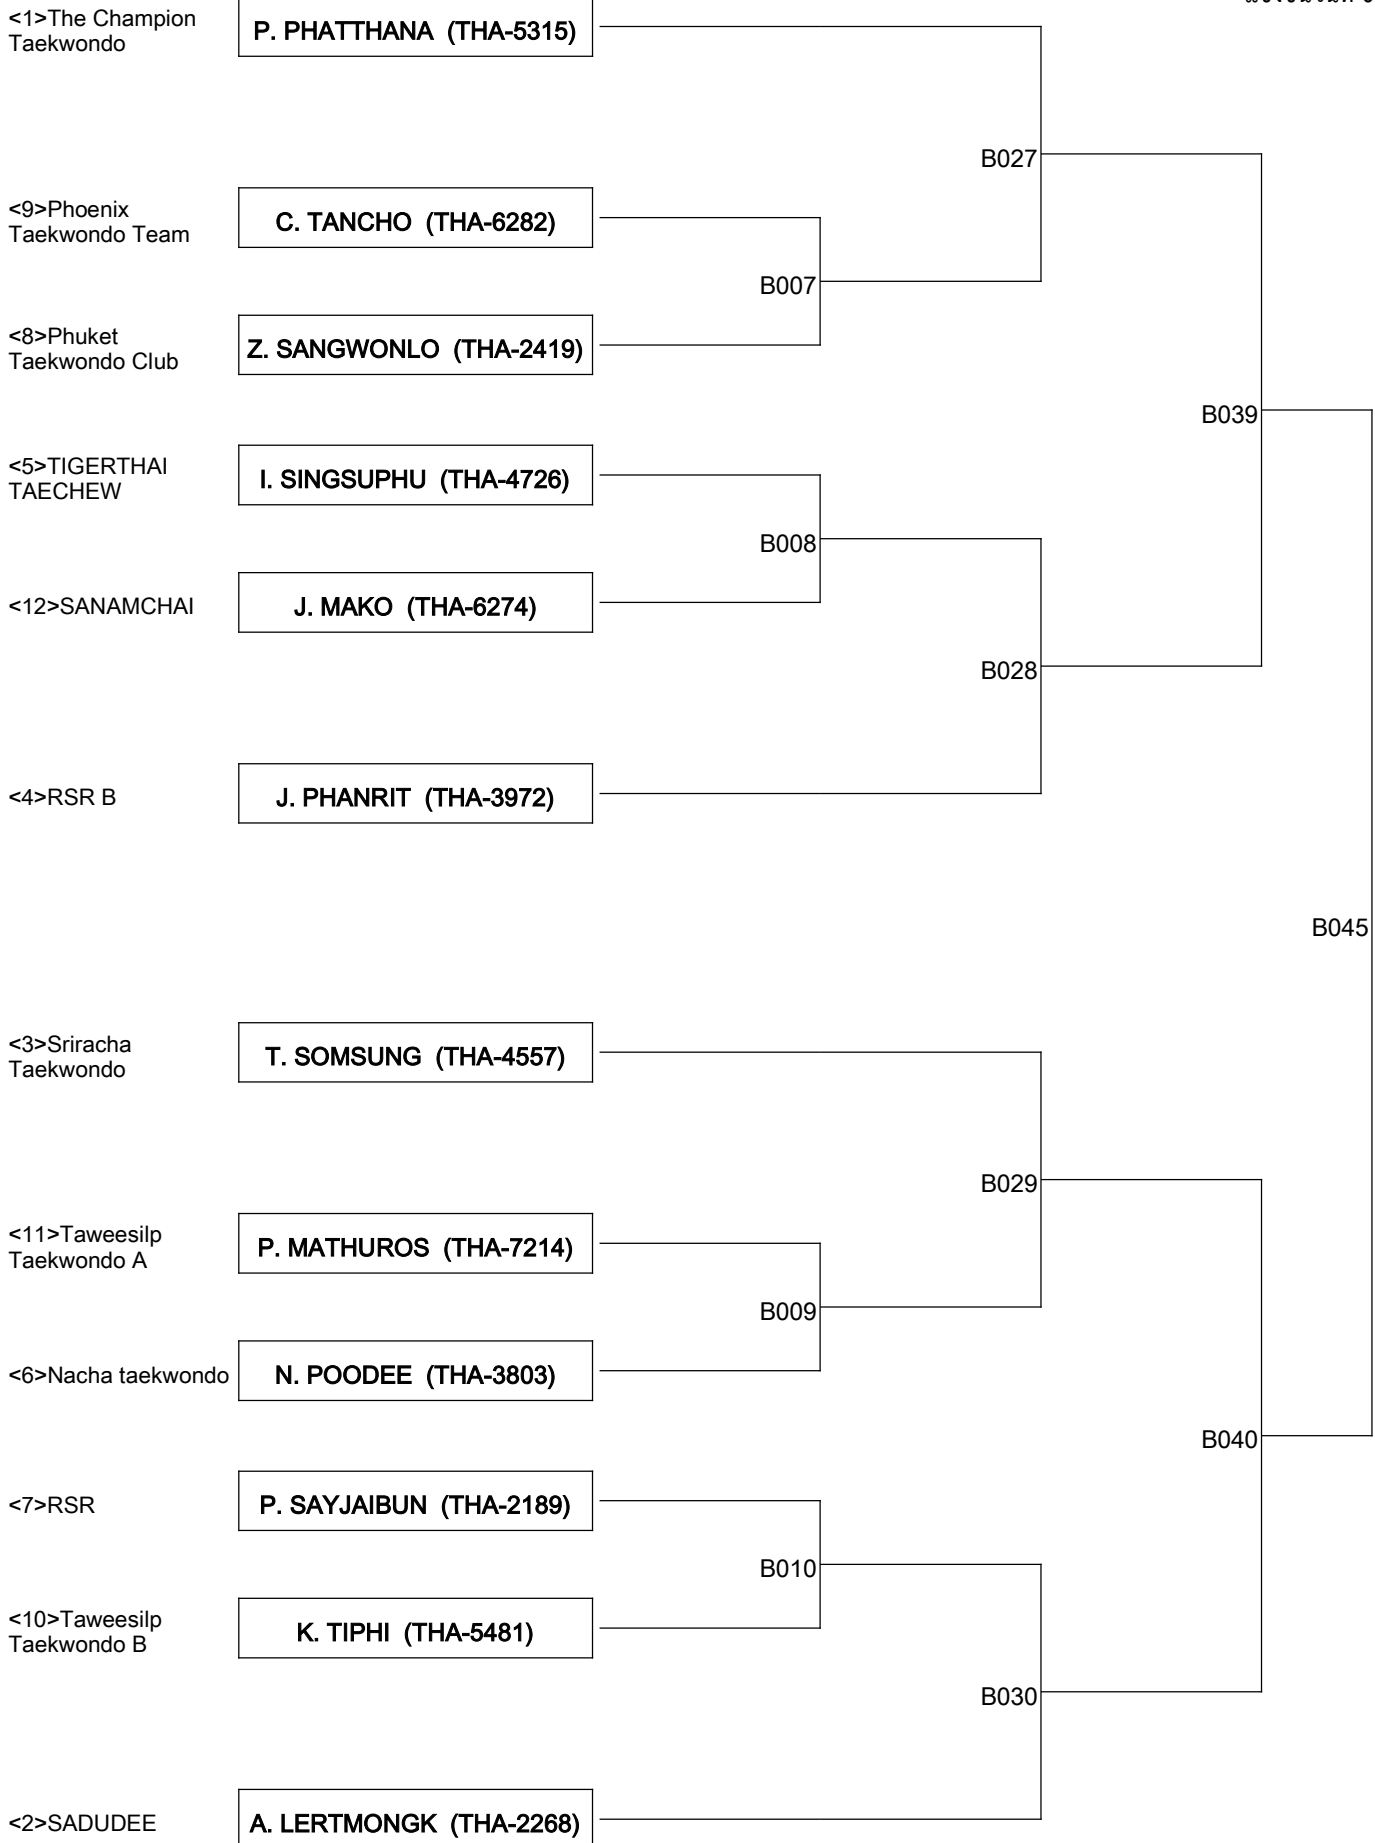 <1>The Champion
Taekwondo
P. PHATTHANA (THA-5315)
B027
<9>Phoenix
Taekwondo Team
C. TANCHO (THA-6282)
B007
<8>Phuket
Taekwondo Club
Z. SANGWONLO (THA-2419)
B039
<5>TIGERTHAI
TAECHEW
I. SINGSUPHU (THA-4726)
B008
<12>SANAMCHAI
J. MAKO (THA-6274)
B028
<4>RSR B
J. PHANRIT (THA-3972)
B045
<3>Sriracha
Taekwondo
T. SOMSUNG (THA-4557)
B029
<11>Taweesilp
Taekwondo A
P. MATHUROS (THA-7214)
B009
<6>Nacha taekwondo
N. POODEE (THA-3803)
B040
<7>RSR
P. SAYJAIBUN (THA-2189)
B010
<10>Taweesilp
Taekwondo B
K. TIPHI (THA-5481)
B030
<2>SADUDEE
A. LERTMONGK (THA-2268)